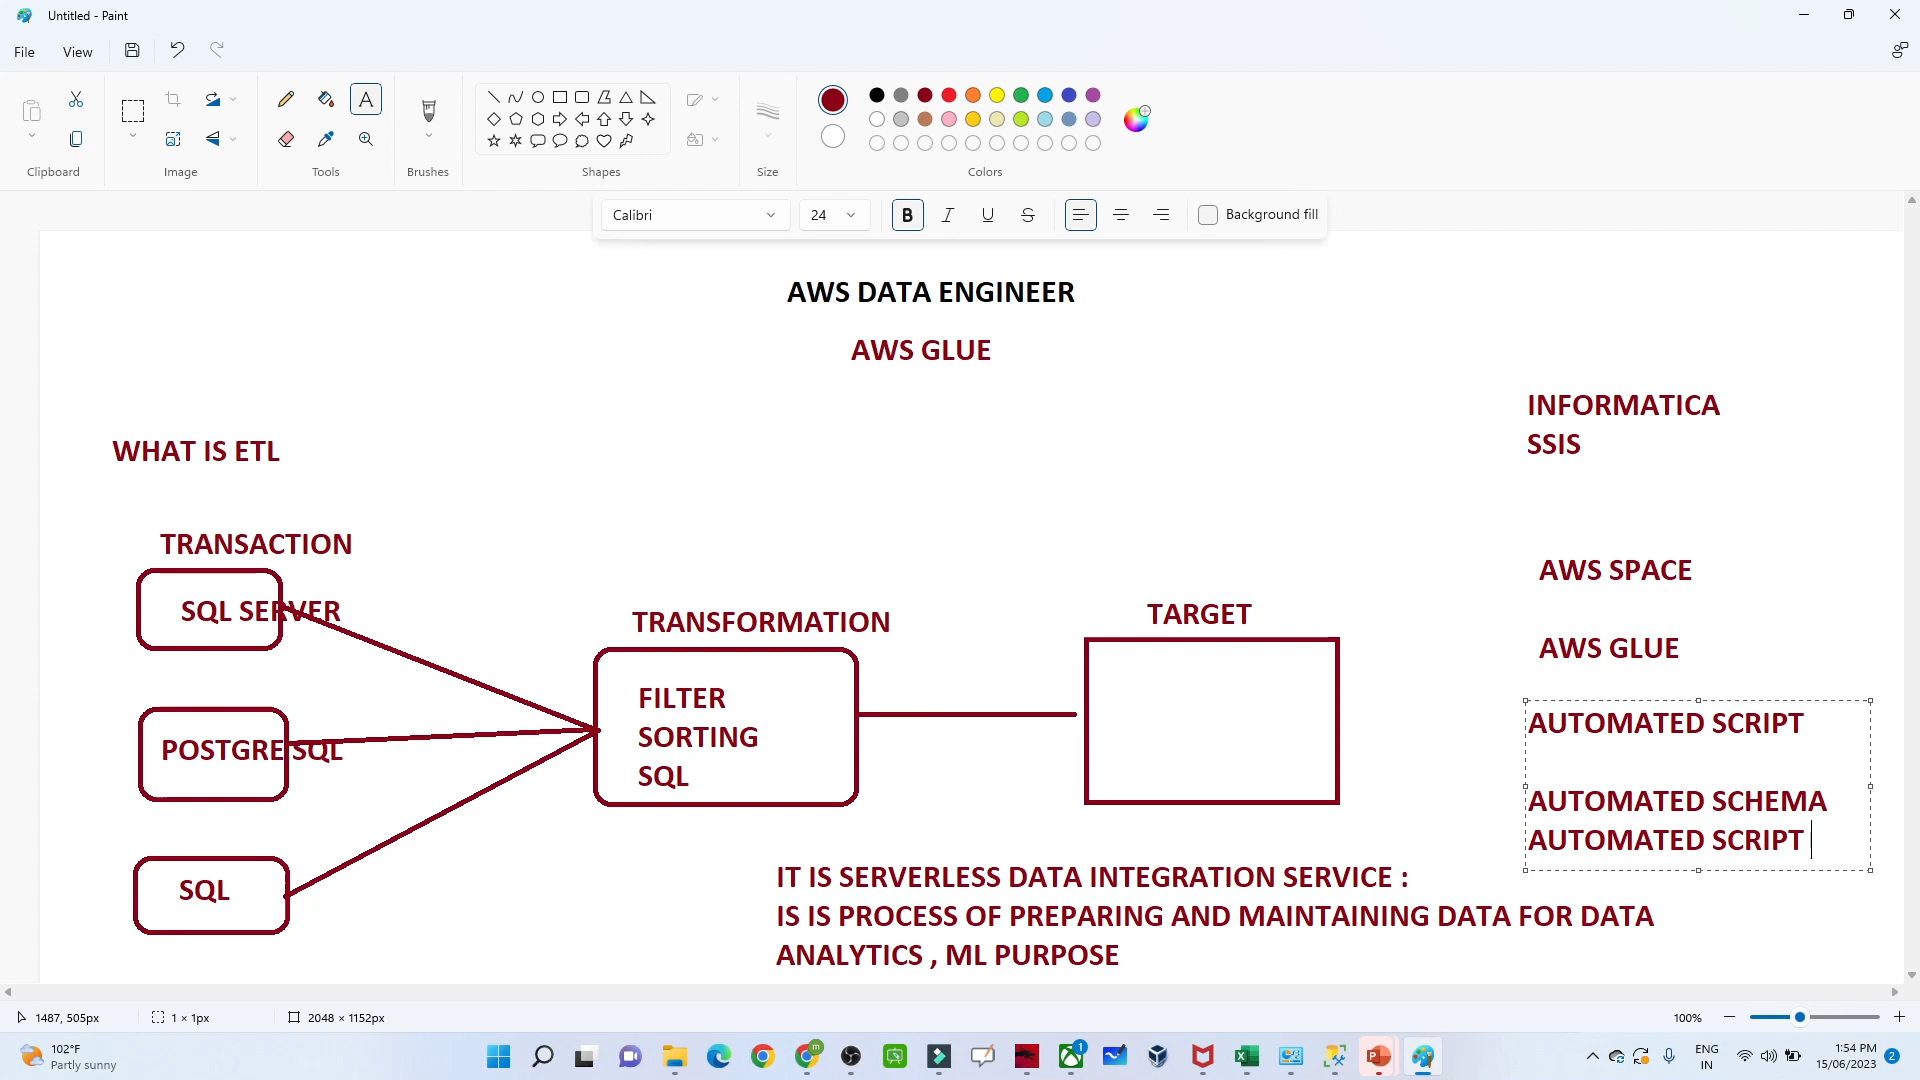 Untitled - Paint
File
View
Clipboard
Image
Tools
Brushes
Shapes
Size
Colors
Calibri
24
B
I
U
S
Background fill
AWS DATA ENGINEER
AWS GLUE
INFORMATICA
SSIS
WHAT IS ETL
TRANSACTION
SQL SERVER
POSTGRE SQL
SQL
TRANSFORMATION
FILTER
SORTING
SQL
TARGET
AWS SPACE
AWS GLUE
AUTOMATED SCRIPT
AUTOMATED SCHEMA
AUTOMATED SCRIPT
IT IS SERVERLESS DATA INTEGRATION SERVICE :
IS IS PROCESS OF PREPARING AND MAINTAINING DATA FOR DATA
ANALYTICS , ML PURPOSE
1487, 505px
1 × 1px
2048 × 1152px
100%
102°F
Partly sunny
ENG
IN
1:54 PM
15/06/2023
2